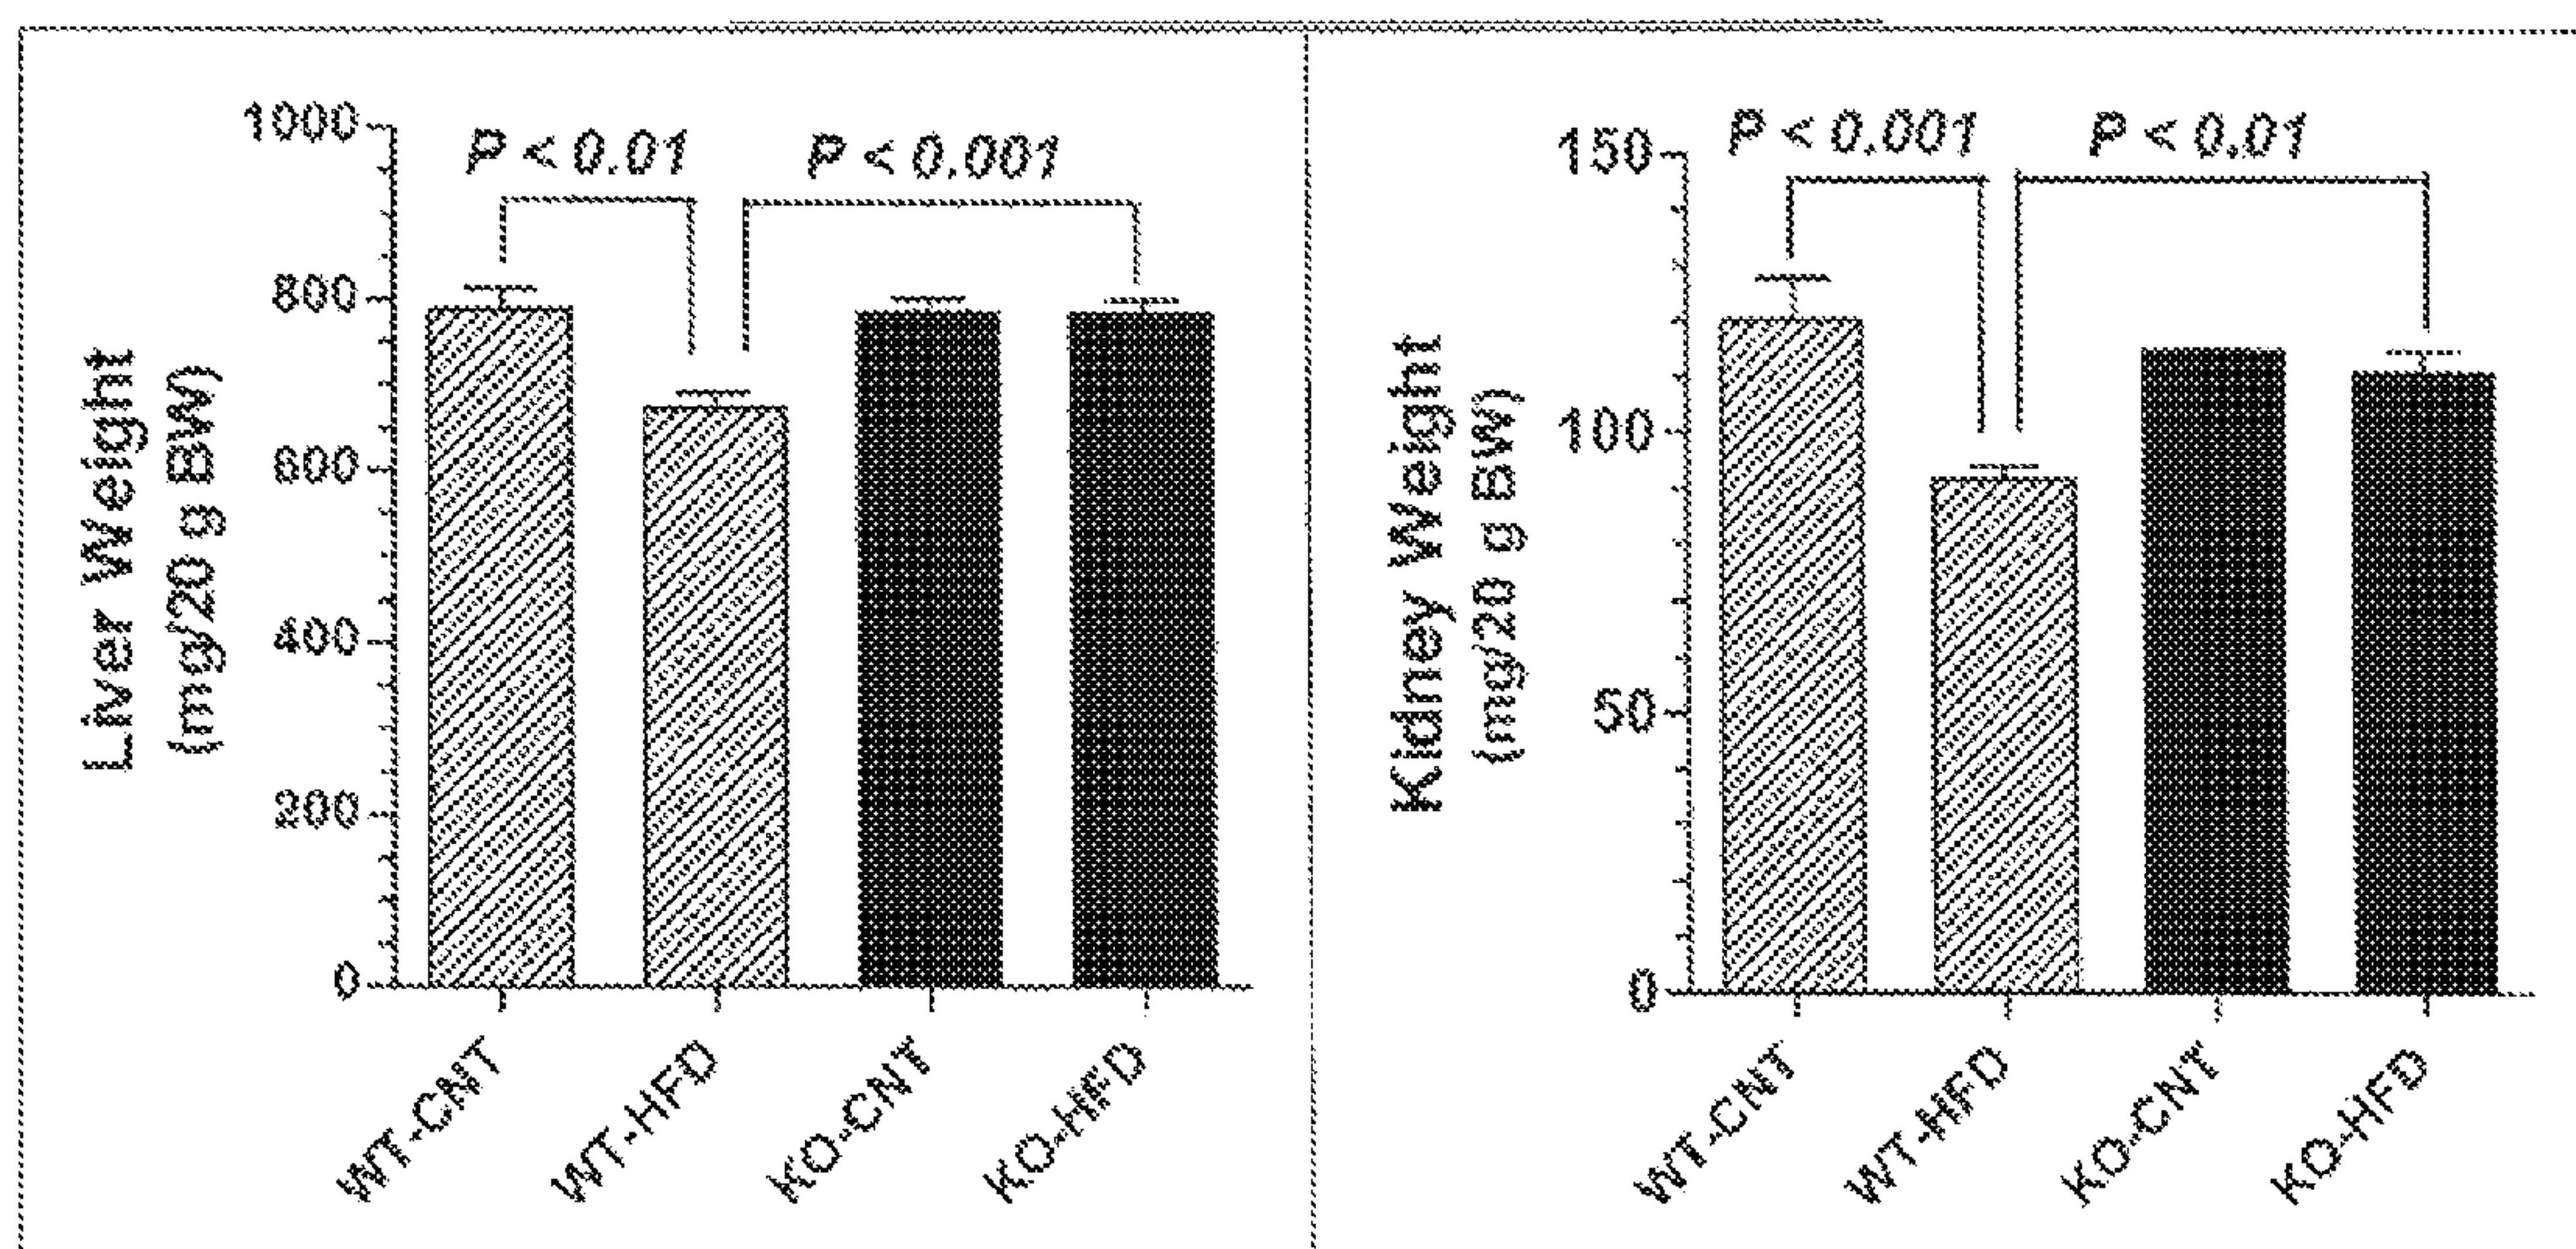 Liver Weight
(mg/20 g BW)
1000
800
600
400
200
0
P < 0.01
P < 0.001
WT-CNT
WT-HFD
KO-CNT
KO-HFD
Kidney Weight
(mg/20 g BW)
150
100
50
0
P < 0.001
P < 0.01
WT-CNT
WT-HFD
KO-CNT
KO-HFD